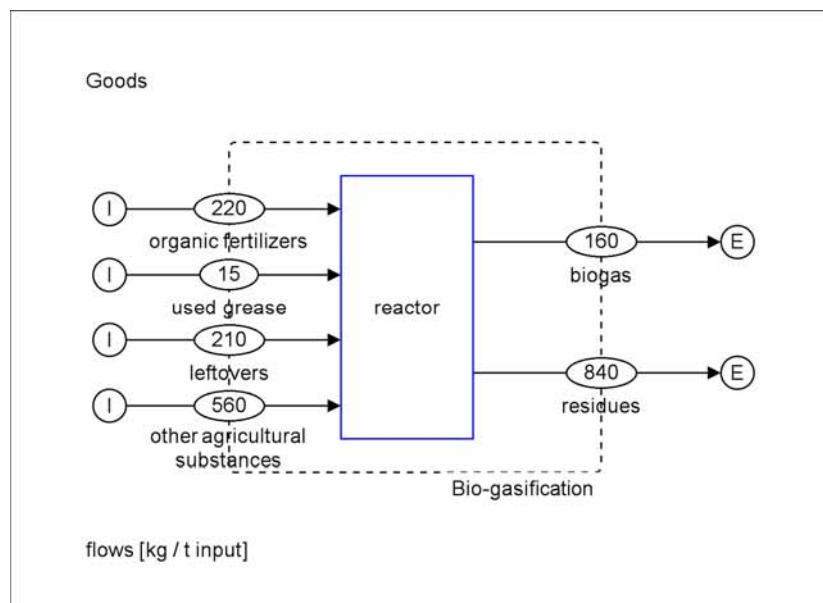 Goods
I
220
organic fertilizers
I
15
used grease
I
210
leftovers
I
560
other agricultural
substances
reactor
160
E
biogas
840
E
residues
Bio-gasification
flows [kg / t input]